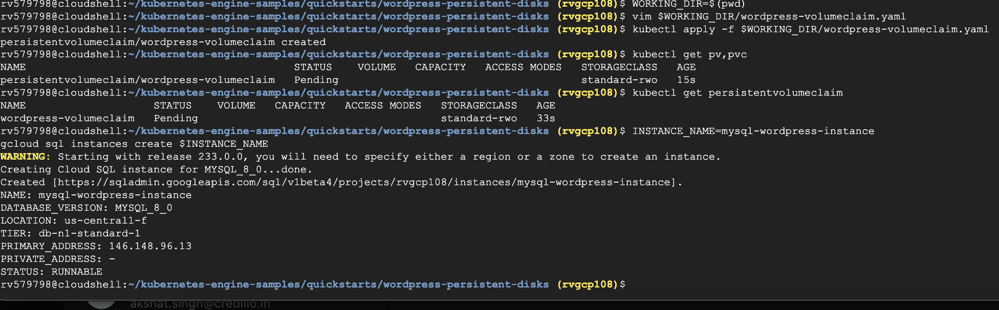 rv579798@cloudshell:~/kubernetes-engine-samples/quickstarts/wordpress-persistent-disks (rvgcp108)$ WORKING_DIR=$(pwd)
rv579798@cloudshell:~/kubernetes-engine-samples/quickstarts/wordpress-persistent-disks (rvgcp108)$ vim $WORKING_DIR/wordpress-volumeclaim.yaml
rv579798@cloudshell:~/kubernetes-engine-samples/quickstarts/wordpress-persistent-disks (rvgcp108)$ kubectl apply -f $WORKING_DIR/wordpress-volumeclaim.yaml
persistentvolumeclaim/wordpress-volumeclaim created
rv579798@cloudshell:~/kubernetes-engine-samples/quickstarts/wordpress-persistent-disks (rvgcp108)$ kubectl get pv,pvc
NAME STATUS VOLUME CAPACITY ACCESS MODES STORAGECLASS AGE
persistentvolumeclaim/wordpress-volumeclaim Pending standard-rwo 15s
rv579798@cloudshell:~/kubernetes-engine-samples/quickstarts/wordpress-persistent-disks (rvgcp108)$ kubectl get persistentvolumeclaim
NAME STATUS VOLUME CAPACITY ACCESS MODES STORAGECLASS AGE
wordpress-volumeclaim Pending standard-rwo 33s
rv579798@cloudshell:~/kubernetes-engine-samples/quickstarts/wordpress-persistent-disks (rvgcp108)$ INSTANCE_NAME=mysql-wordpress-instance
gcloud sql instances create $INSTANCE_NAME
WARNING: Starting with release 233.0.0, you will need to specify either a region or a zone to create an instance.
Creating Cloud SQL instance for MYSQL_8_0...done.
Created [https://sqladmin.googleapis.com/sql/v1beta4/projects/rvgcp108/instances/mysql-wordpress-instance].
NAME: mysql-wordpress-instance
DATABASE_VERSION: MYSQL_8_0
LOCATION: us-central1-f
TIER: db-n1-standard-1
PRIMARY_ADDRESS: 146.148.96.13
PRIVATE_ADDRESS: -
STATUS: RUNNABLE
rv579798@cloudshell:~/kubernetes-engine-samples/quickstarts/wordpress-persistent-disks (rvgcp108)$